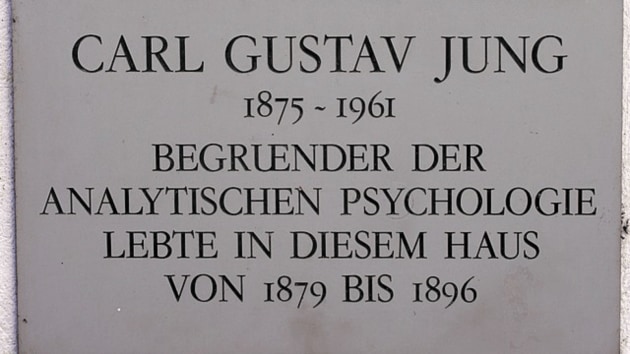 CARL GUSTAV JUNG
1875 - 1961
BEGRUENDER DER
ANALYTISCHEN PSYCHOLOGIE
LEBTE IN DIESEM HAUS
VON 1879 BIS 1896